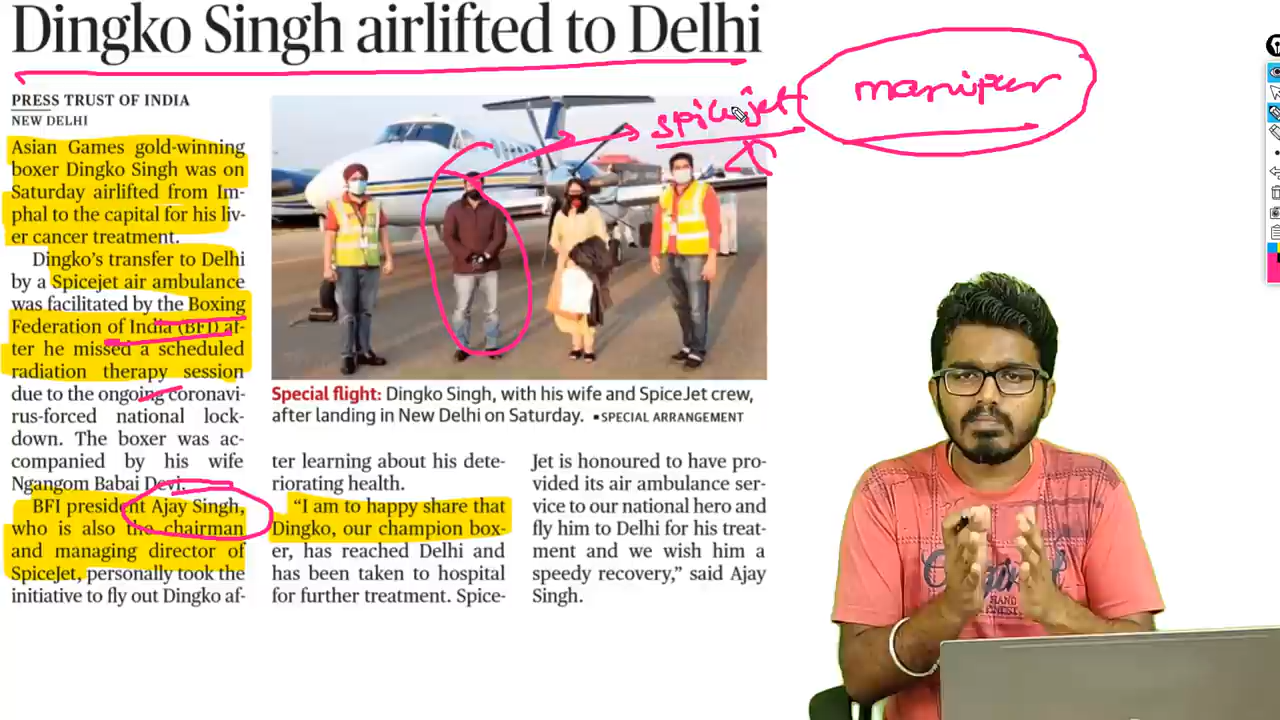 Dingko Singh airlifted to Delhi
PRESS TRUST OF INDIA
NEW DELHI
Asian Games gold-winning
boxer Dingko Singh was on
Saturday airlifted from Im-
phal to the capital for his liv-
er cancer treatment.
Dingko's transfer to Delhi
by a Spicejet air ambulance
was facilitated by the Boxing
Federation of India (BFI) af-
ter he missed a scheduled
radiation therapy session
due to the ongoing coronavi-
rus-forced national lock-
down. The boxer was ac-
companied by his wife
Ngangom Babai Devi.
BFI president Ajay Singh,
who is also the chairman
and managing director of
SpiceJet, personally took the
initiative to fly out Dingko af-
spicejet
manipur
Special flight: Dingko Singh, with his wife and SpiceJet crew,
after landing in New Delhi on Saturday. ▪SPECIAL ARRANGEMENT
ter learning about his dete-
riorating health.
“I am to happy share that
Dingko, our champion box-
er, has reached Delhi and
has been taken to hospital
for further treatment. Spice-
Jet is honoured to have pro-
vided its air ambulance ser-
vice to our national hero and
fly him to Delhi for his treat-
ment and we wish him a
speedy recovery,” said Ajay
Singh.